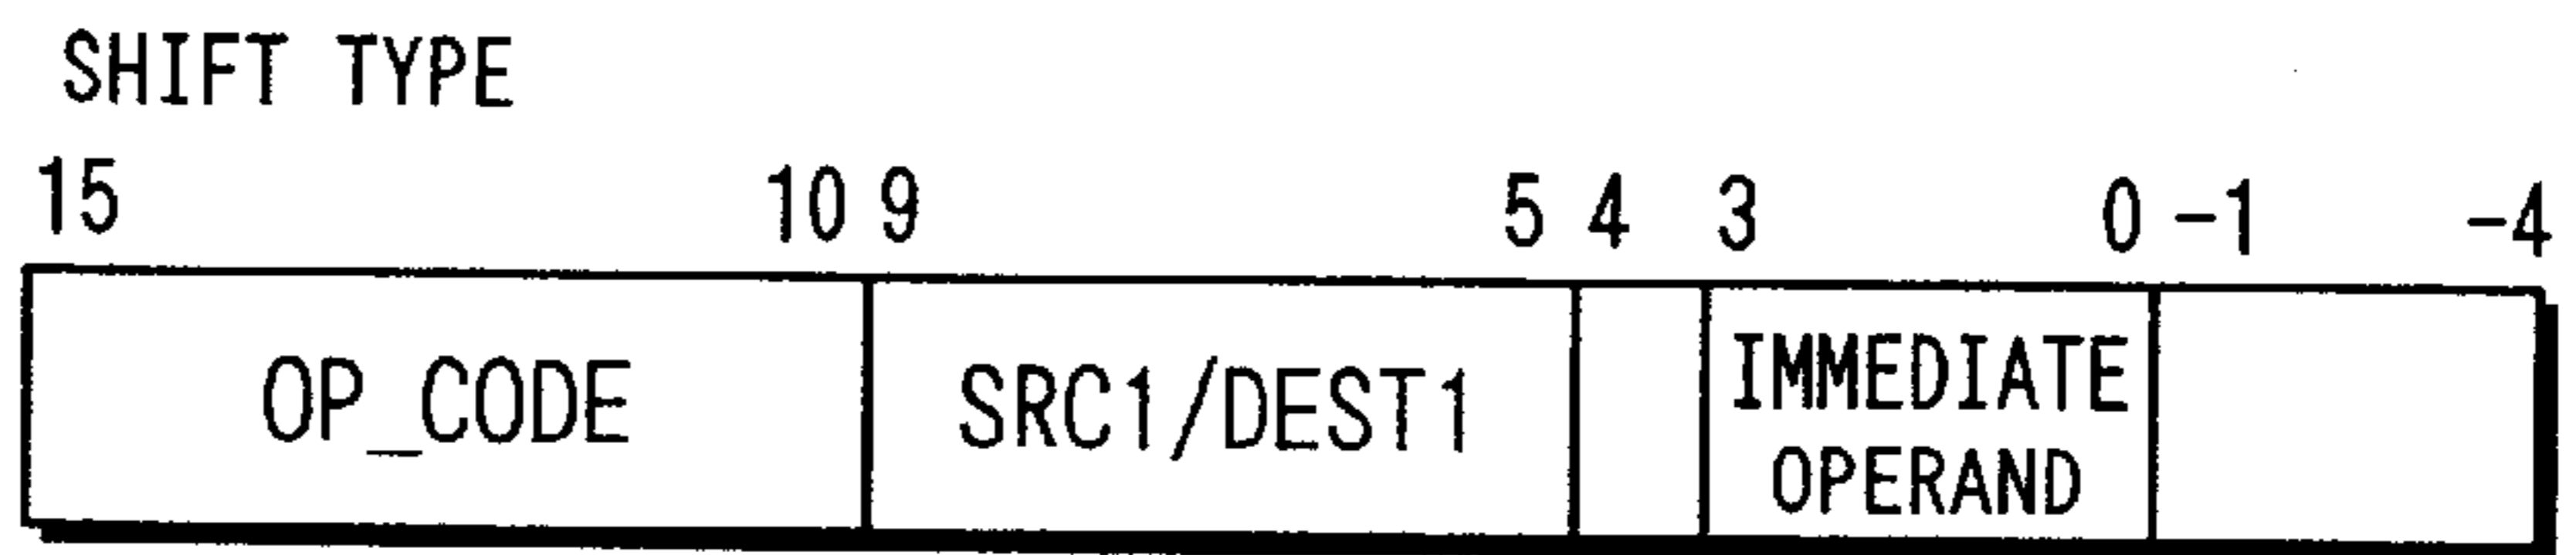 SHIFT TYPE
15 10 9 5 4 3 0 -1 -4
OP_CODE SRC1/DEST1 IMMEDIATE
OPERAND